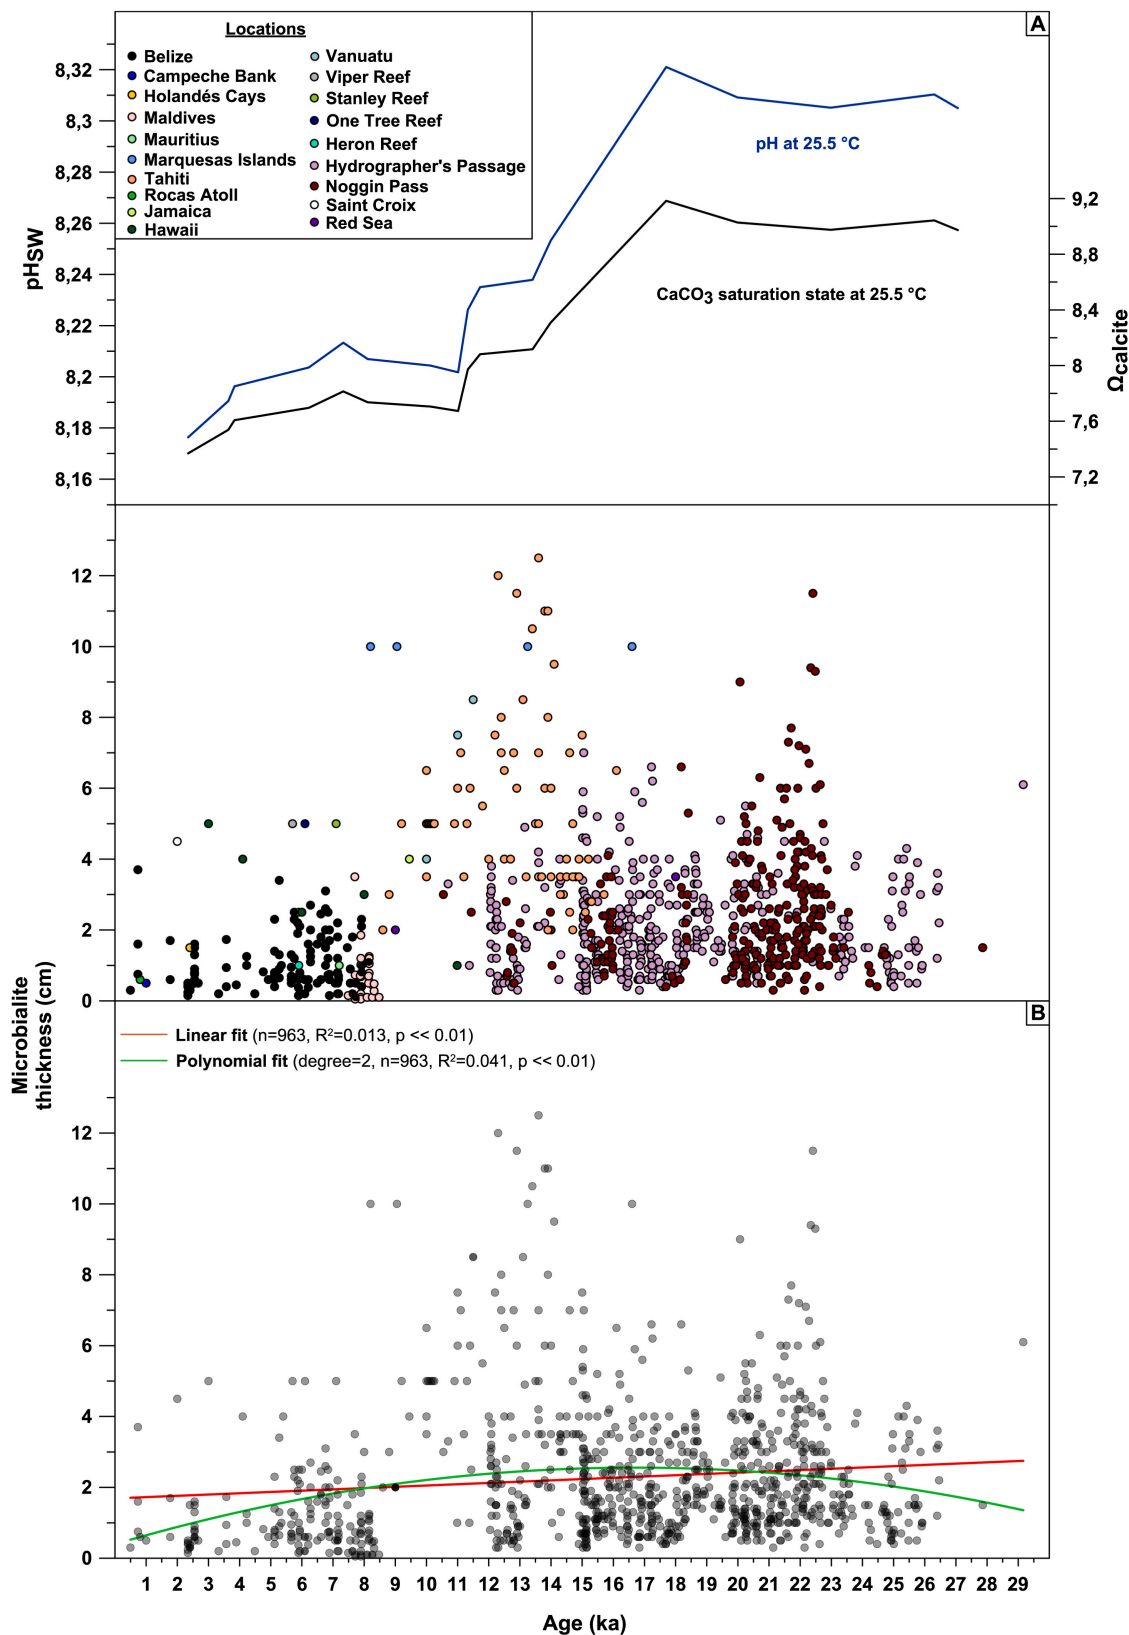 A
Locations
Belize
Campeche Bank
Holandés Cays
Maldives
Mauritius
Marquesas Islands
Tahiti
Rocas Atoll
Jamaica
Hawaii
Vanuatu
Viper Reef
Stanley Reef
One Tree Reef
Heron Reef
Hydrographer's Passage
Noggin Pass
Saint Croix
Red Sea
pHSW
8,32
8,3
8,28
8,26
8,24
8,22
8,2
8,18
8,16
pH at 25.5 °C
CaCO3 saturation state at 25.5 °C
9,2
8,8
8,4
8
7,6
7,2
Ωcalcite
12
10
8
6
4
2
0
Microbialite
thickness (cm)
B
Linear fit (n=963, R²=0.013, p << 0.01)
Polynomial fit (degree=2, n=963, R²=0.041, p << 0.01)
12
10
8
6
4
2
0
1 2 3 4 5 6 7 8 9 10 11 12 13 14 15 16 17 18 19 20 21 22 23 24 25 26 27 28 29
Age (ka)